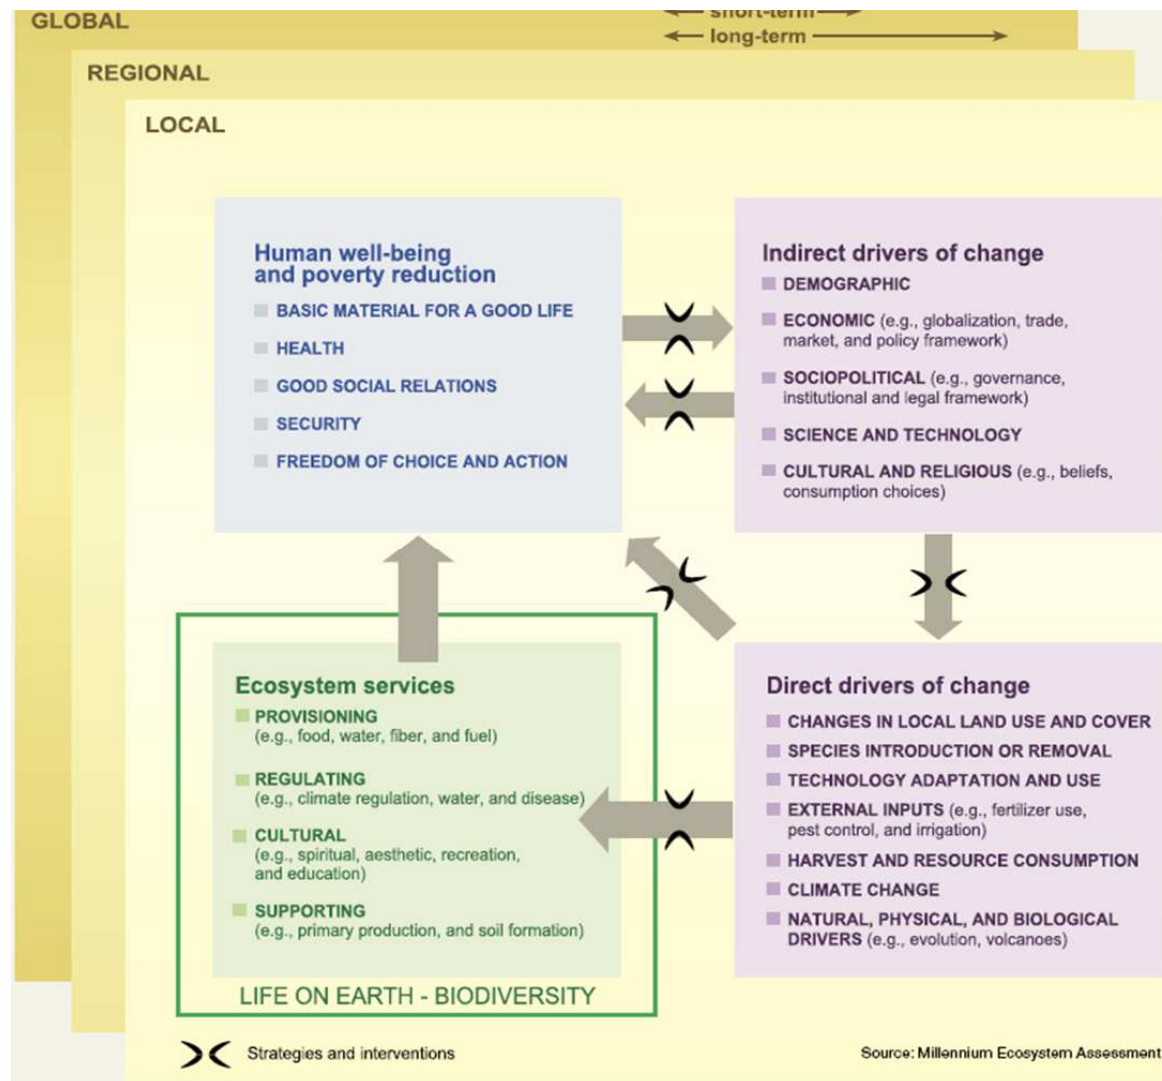 GLOBAL
short-term
long-term
REGIONAL
LOCAL
Human well-being
and poverty reduction
BASIC MATERIAL FOR A GOOD LIFE
HEALTH
GOOD SOCIAL RELATIONS
SECURITY
FREEDOM OF CHOICE AND ACTION
Indirect drivers of change
DEMOGRAPHIC
ECONOMIC (e.g., globalization, trade,
market, and policy framework)
SOCIOPOLITICAL (e.g., governance,
institutional and legal framework)
SCIENCE AND TECHNOLOGY
CULTURAL AND RELIGIOUS (e.g., beliefs,
consumption choices)
Ecosystem services
PROVISIONING
(e.g., food, water, fiber, and fuel)
REGULATING
(e.g., climate regulation, water, and disease)
CULTURAL
(e.g., spiritual, aesthetic, recreation,
and education)
SUPPORTING
(e.g., primary production, and soil formation)
LIFE ON EARTH - BIODIVERSITY
Direct drivers of change
CHANGES IN LOCAL LAND USE AND COVER
SPECIES INTRODUCTION OR REMOVAL
TECHNOLOGY ADAPTATION AND USE
EXTERNAL INPUTS (e.g., fertilizer use,
pest control, and irrigation)
HARVEST AND RESOURCE CONSUMPTION
CLIMATE CHANGE
NATURAL, PHYSICAL, AND BIOLOGICAL
DRIVERS (e.g., evolution, volcanoes)
Strategies and interventions
Source: Millennium Ecosystem Assessment